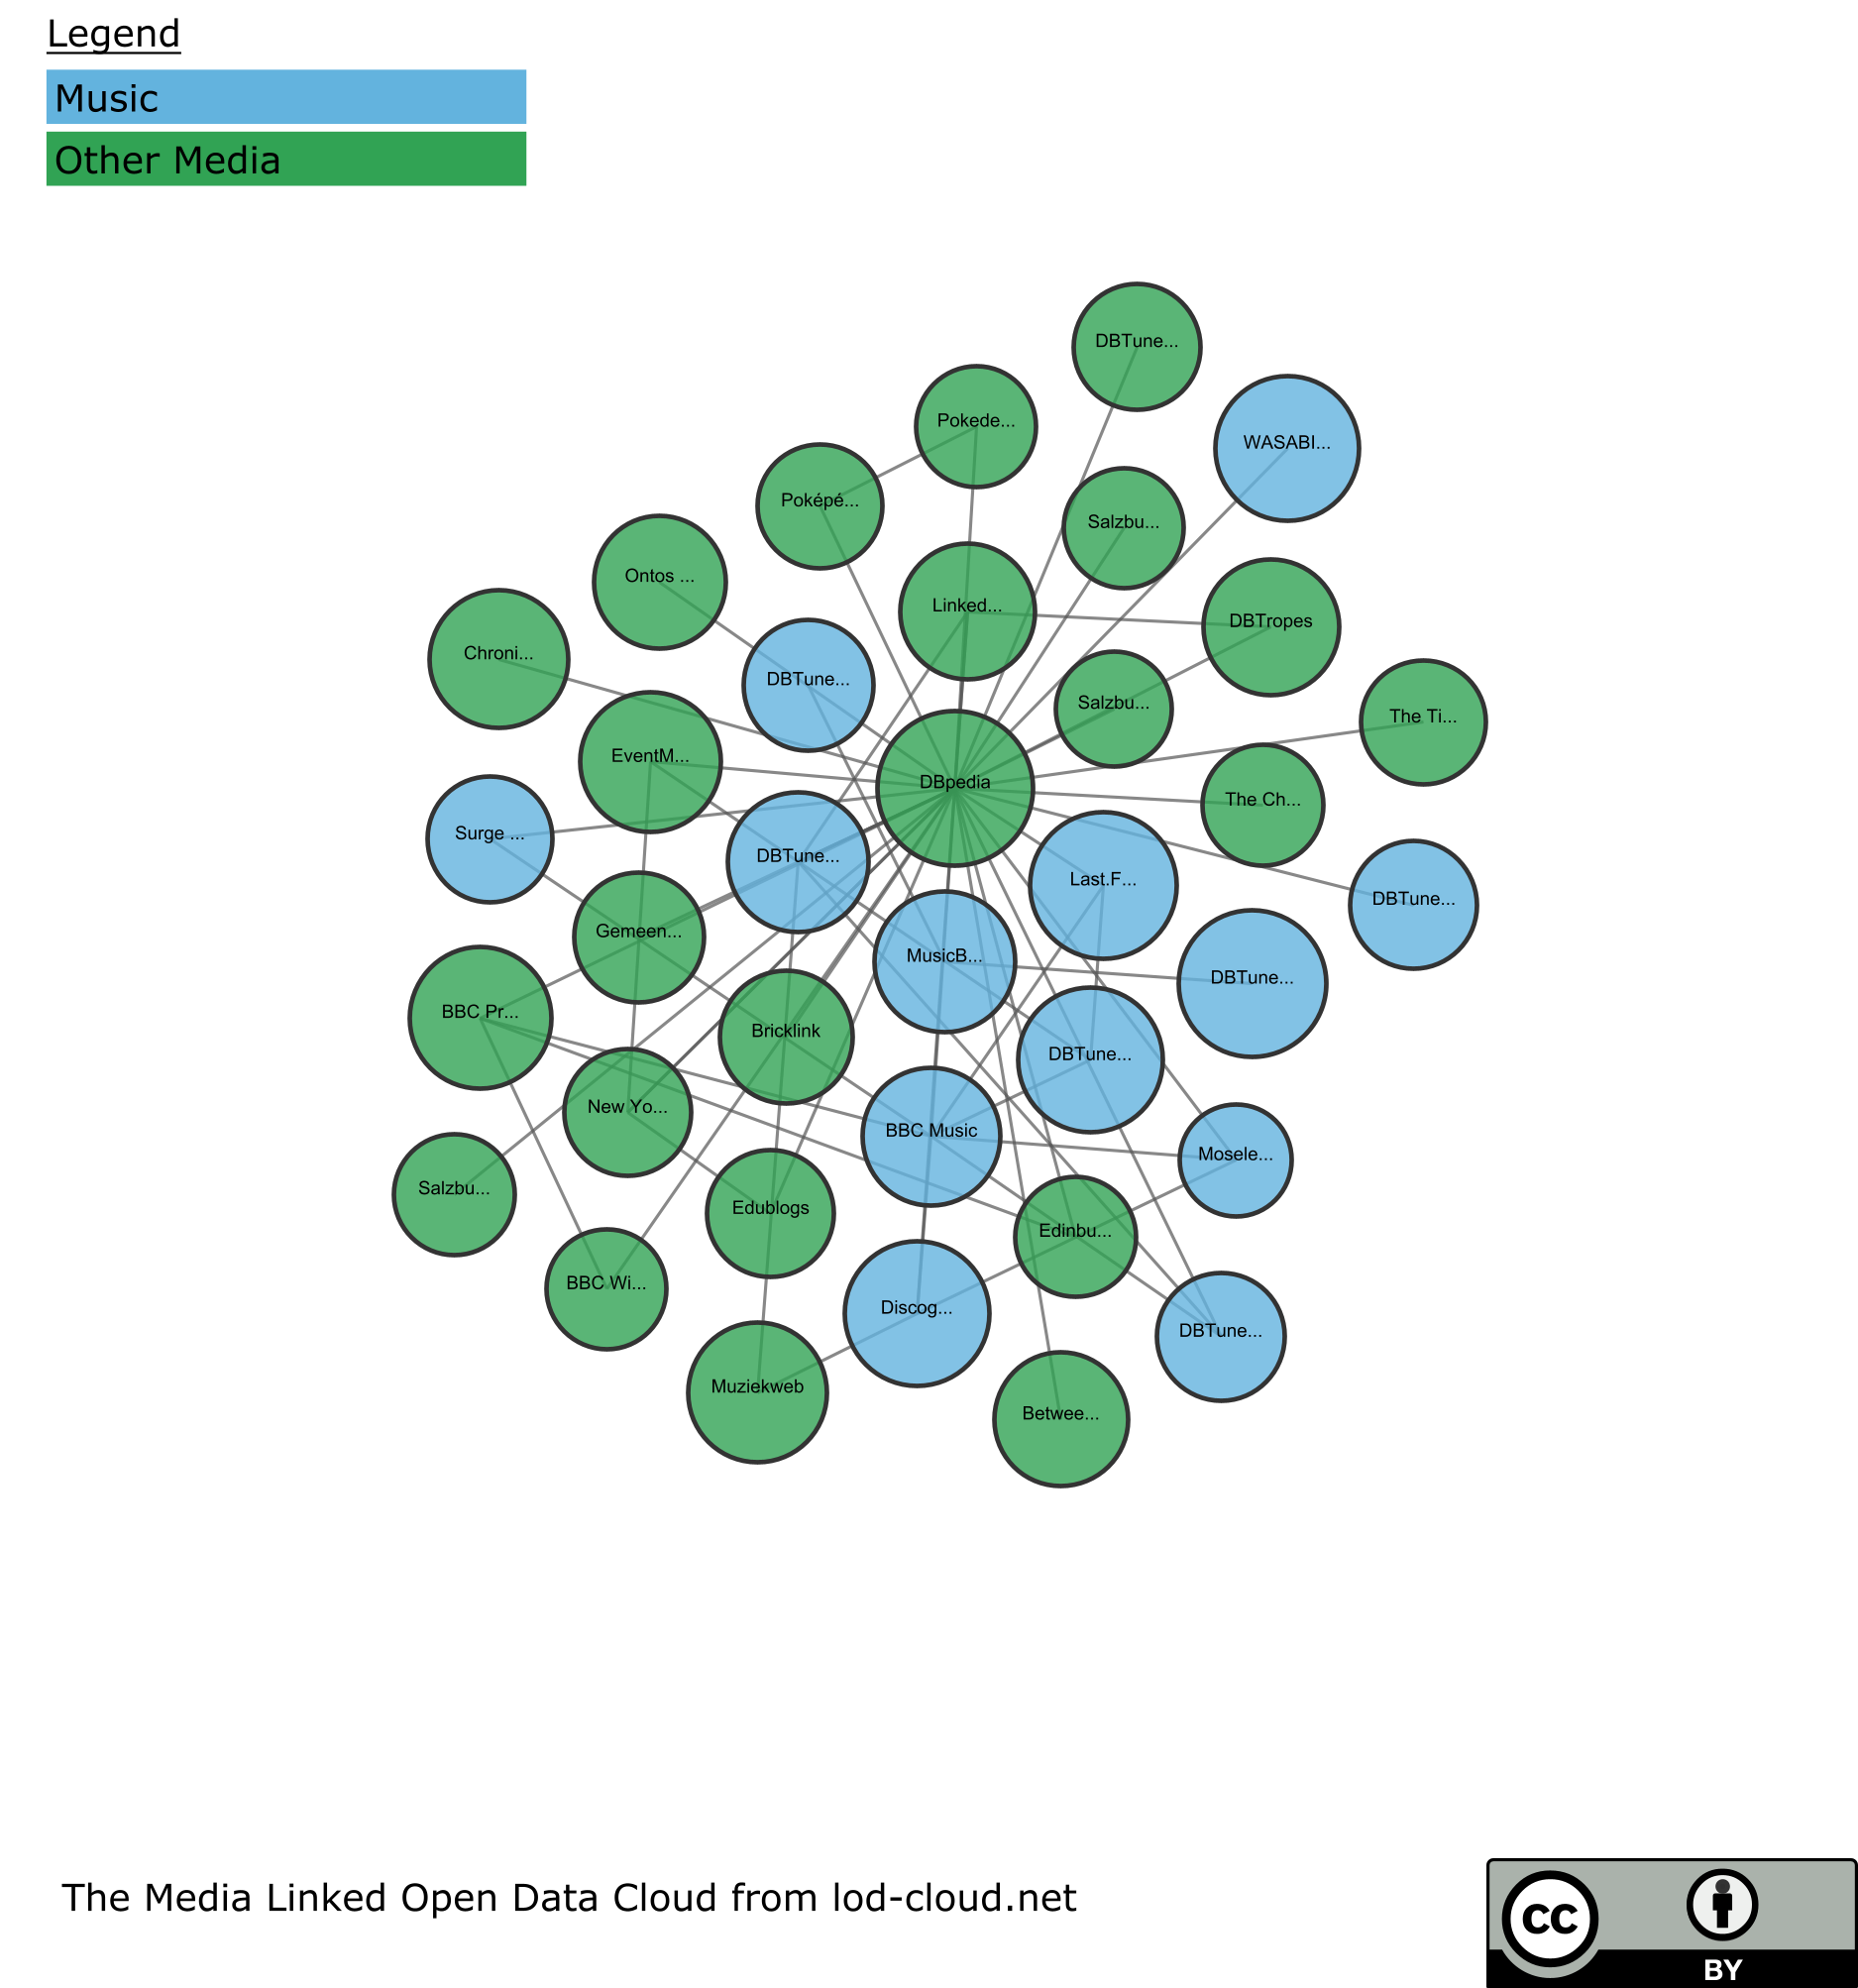 Legend
Music
Other Media
DBTune...
Pokede...
WASABI...
Poképé...
Salzbu...
Ontos ...
Linked...
DBTropes
Chroni...
DBTune...
Salzbu...
The Ti...
EventM...
DBpedia
The Ch...
Surge ...
DBTune...
Last.F...
DBTune...
Gemeen...
MusicB...
DBTune...
BBC Pr...
Bricklink
DBTune...
New Yo...
BBC Music
Mosele...
Salzbu...
Edublogs
Edinbu...
BBC Wi...
Discog...
DBTune...
Muziekweb
Betwee...
The Media Linked Open Data Cloud from lod-cloud.net
cc
BY